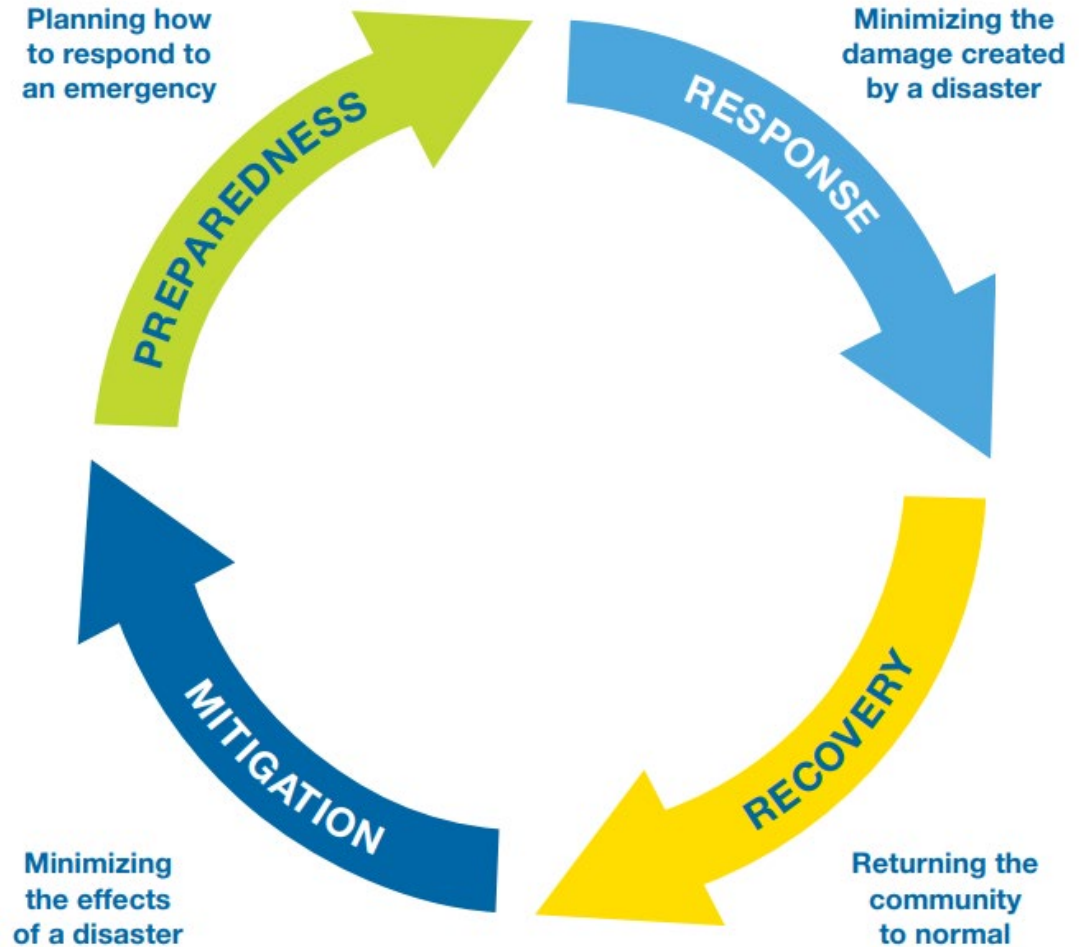 Planning how
to respond to
an emergency
PREPAREDNESS
Minimizing the
damage created
by a disaster
RESPONSE
Returning the
community
to normal
RECOVERY
Minimizing
the effects
of a disaster
MITIGATION